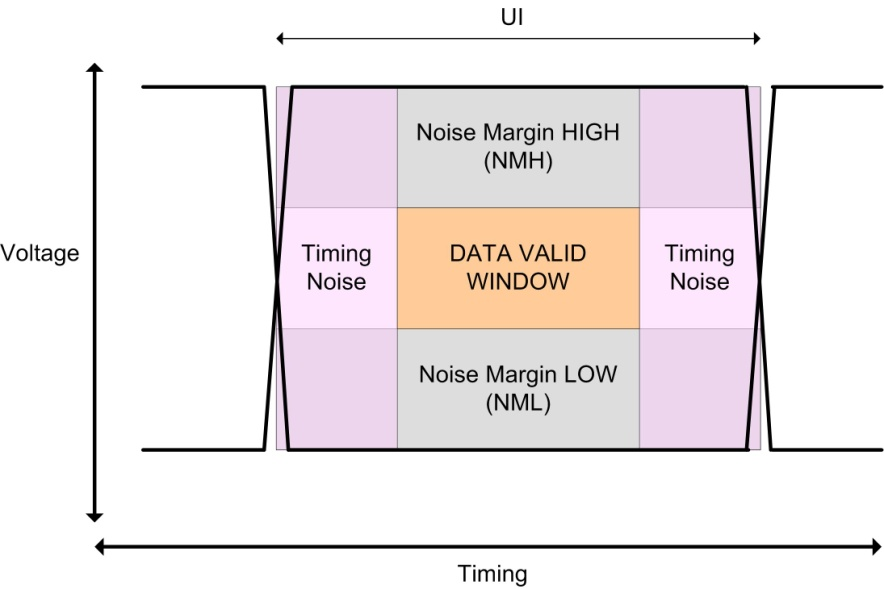 UI
Noise Margin HIGH
(NMH)
Voltage
Timing
Noise
DATA VALID
WINDOW
Timing
Noise
Noise Margin LOW
(NML)
Timing